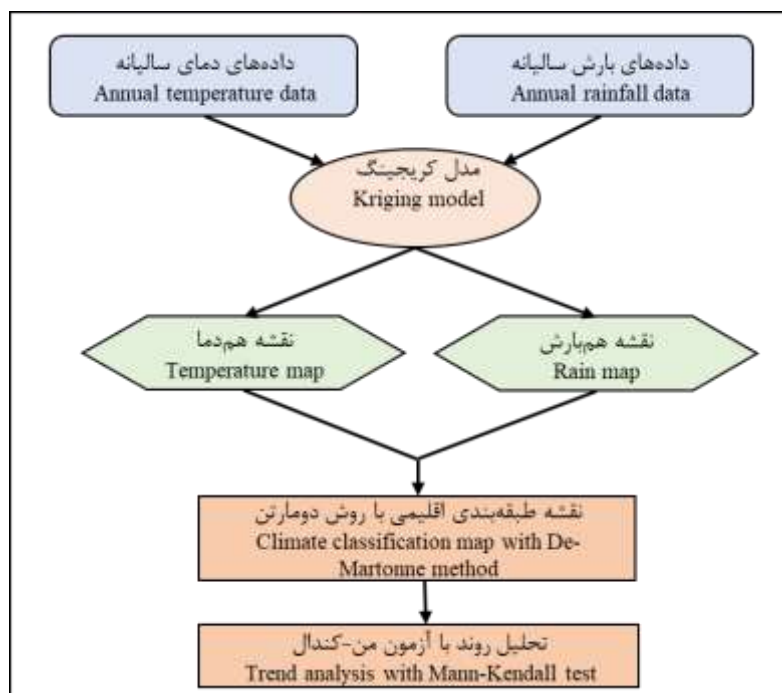 داده‌های دمای سالیانه
Annual temperature data
داده‌های بارش سالیانه
Annual rainfall data
مدل کریجینگ
Kriging model
نقشه هم‌دما
Temperature map
نقشه هم‌بارش
Rain map
نقشه طبقه‌بندی اقلیمی با روش دومارتن
Climate classification map with De-
Martonne method
تحلیل روند با آزمون من-کندال
Trend analysis with Mann-Kendall test